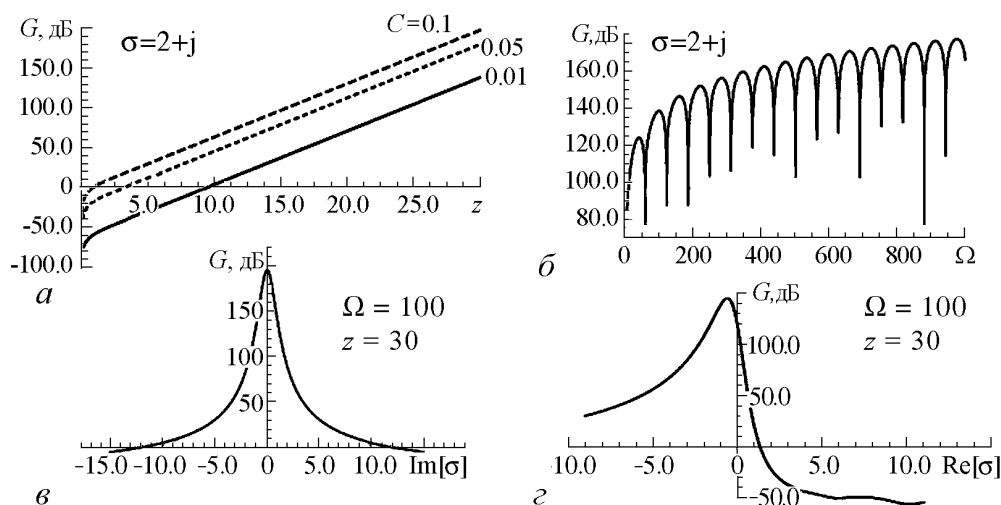 G, дБ
σ=2+j
C=0.1
0.05
0.01
150.0
100.0
50.0
0
-50.0
-100.0
5.0
10.0
15.0
20.0
25.0
z
а
G,дБ
σ=2+j
160.0
140.0
120.0
100.0
80.0
0
200
400
600
800
Ω
б
G, дБ
Ω = 100
z = 30
150
100
50
-15.0
-5.0
0
5.0
10.0
Im[σ]
в
G,дБ
Ω = 100
z = 30
100.0
50.0
-50.0
-10.0
-5.0
0
5.0
10.0
Re[σ]
г